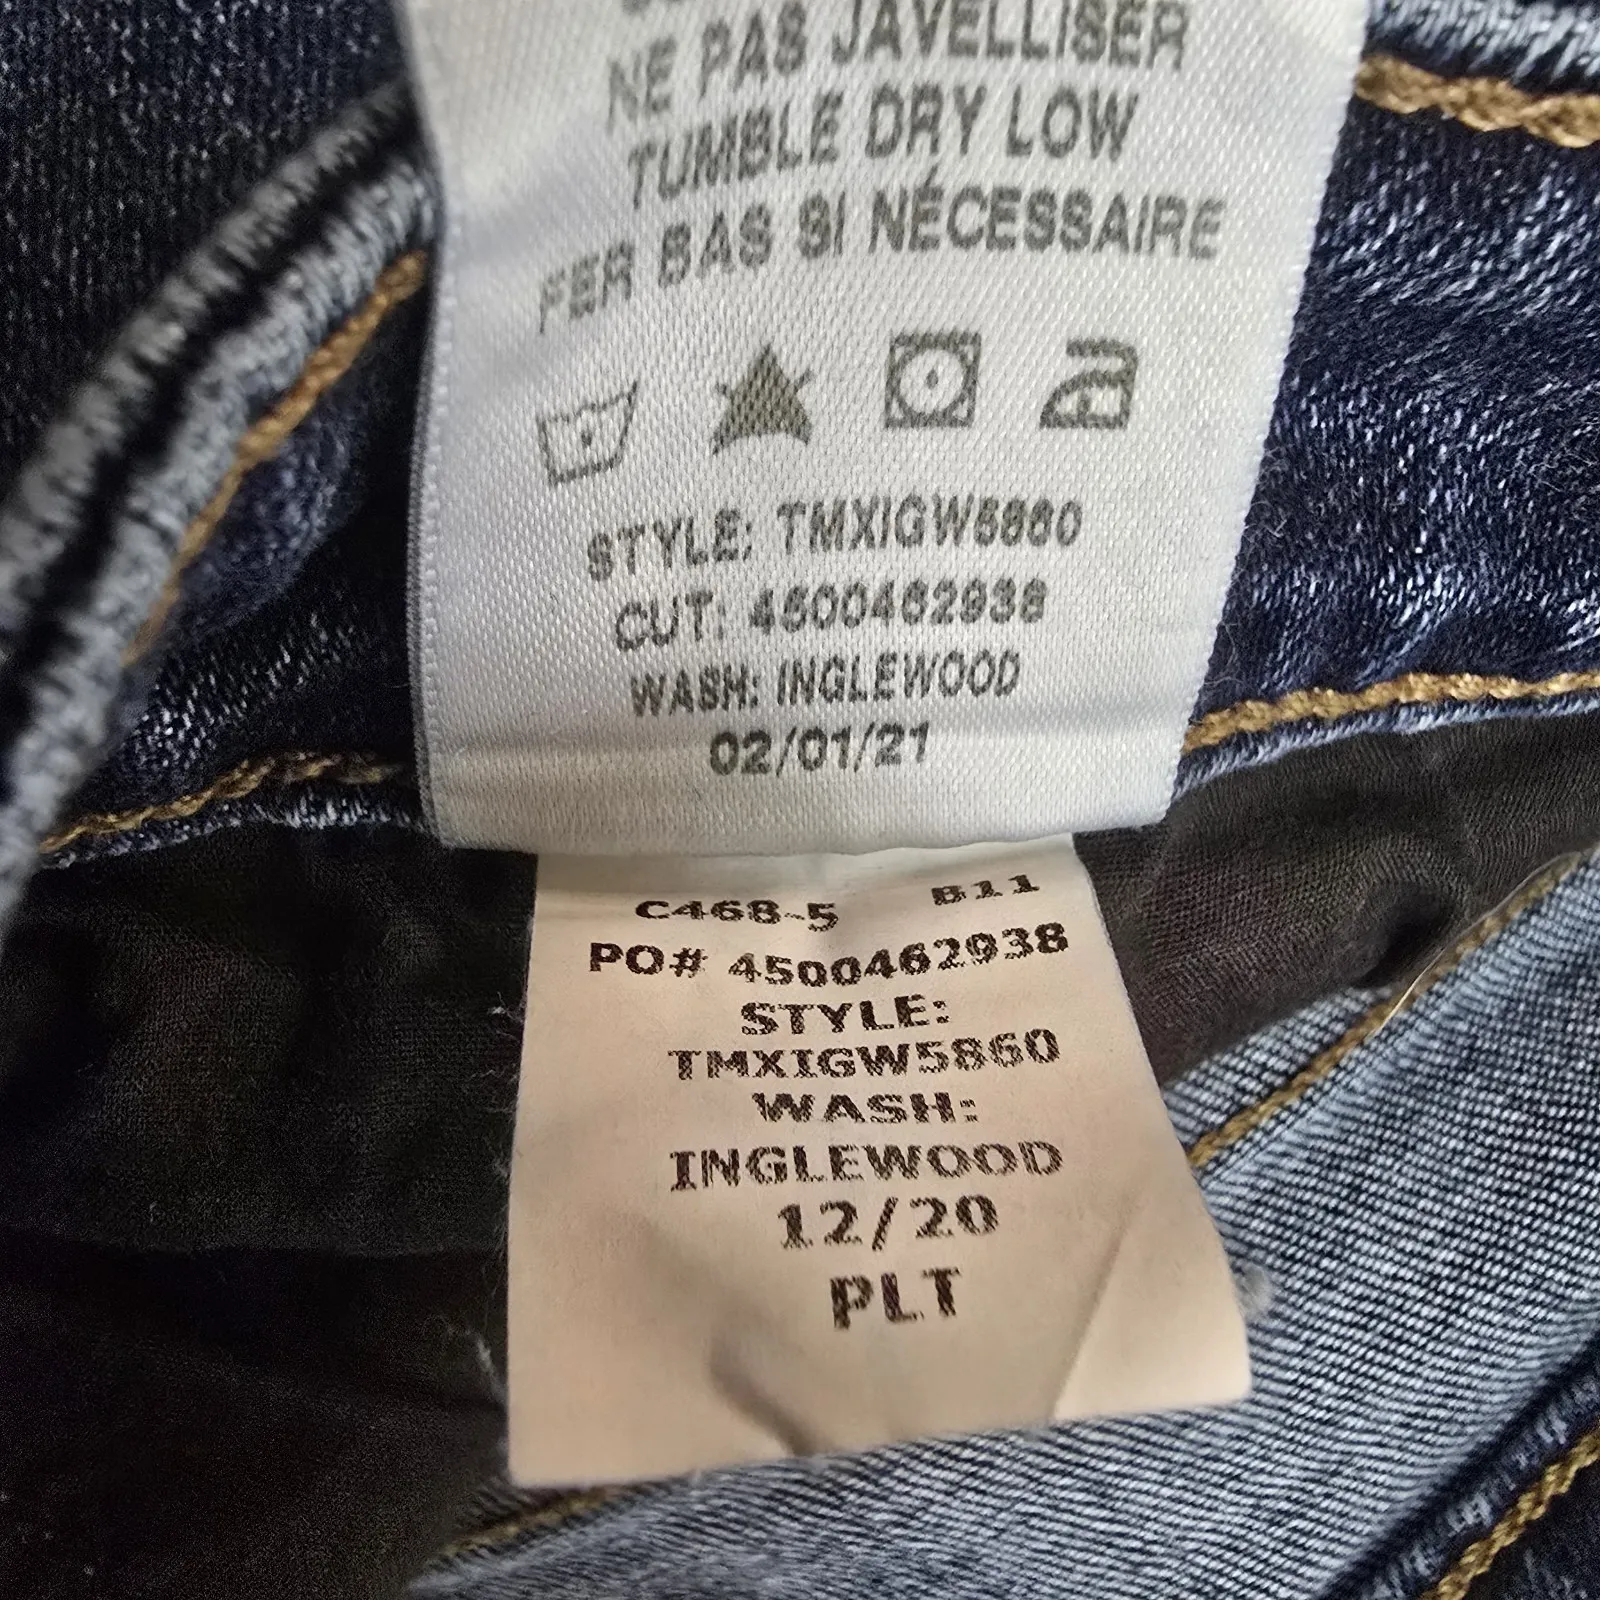 NE PAS JAVELLISER
TUMBLE DRY LOW
FER BAS SI NÉCESSAIRE
STYLE: TMXIGW5860
CUT: 4500462938
WASH: INGLEWOOD
02/01/21
C468-5 B11
PO# 4500462938
STYLE:
TMXIGW5860
WASH:
INGLEWOOD
12/20
PLT